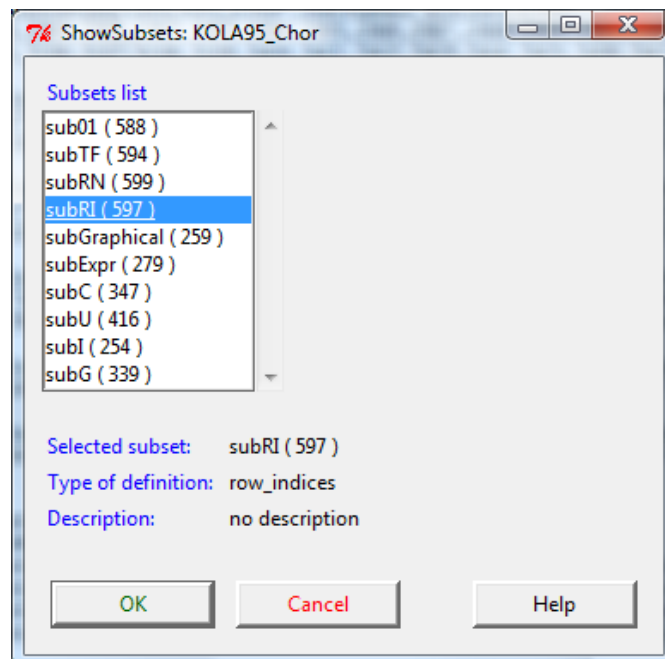 ShowSubsets: KOLA95_Chor
Subsets list
sub01 ( 588 )
subTF ( 594 )
subRN ( 599 )
subRI ( 597 )
subGraphical ( 259 )
subExpr ( 279 )
subC ( 347 )
subU ( 416 )
subI ( 254 )
subG ( 339 )
Selected subset: subRI ( 597 )
Type of definition: row_indices
Description: no description
OK Cancel Help